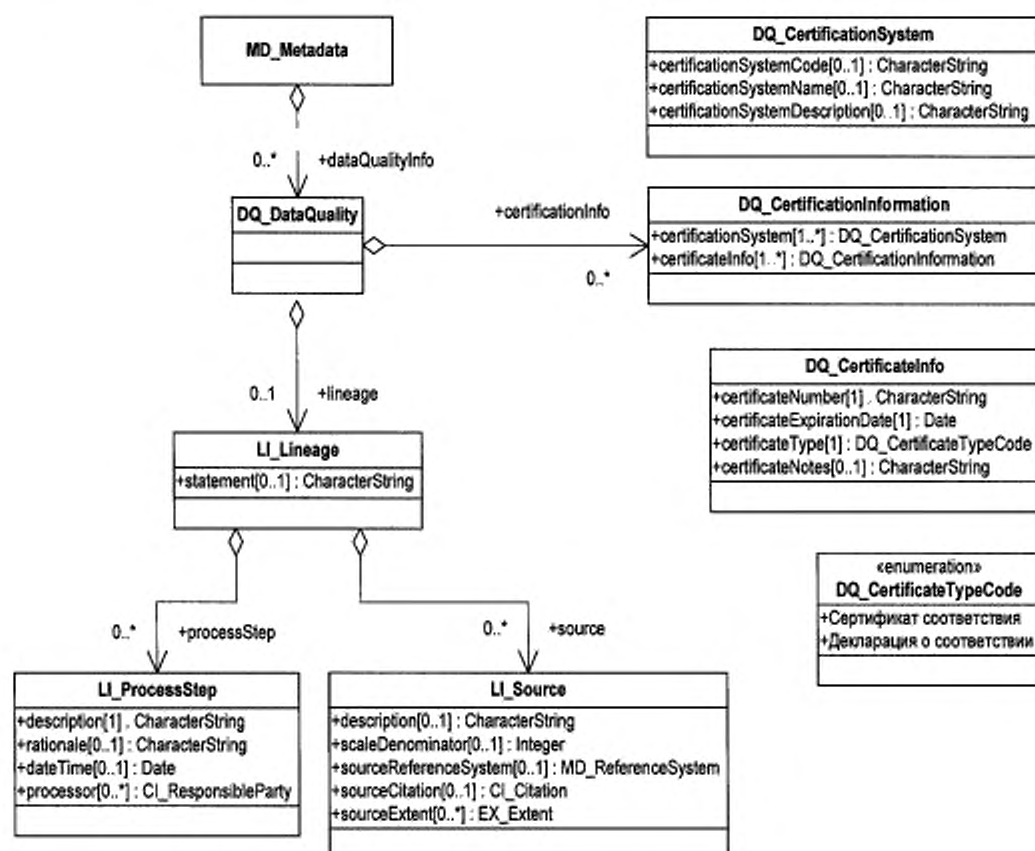 MD_Metadata
0..*
+dataQualityInfo
DQ_DataQuality
+certificationInfo
0..*
DQ_CertificationSystem
+certificationSystemCode[0..1] : CharacterString
+certificationSystemName[0..1] : CharacterString
+certificationSystemDescription[0..1] : CharacterString
DQ_CertificationInformation
+certificationSystem[1..*] : DQ_CertificationSystem
+certificateInfo[1..*] : DQ_CertificationInformation
0..1
+lineage
LI_Lineage
+statement[0..1] : CharacterString
DQ_CertificateInfo
+certificateNumber[1] . CharacterString
+certificateExpirationDate[1] : Date
+certificateType[1] : DQ_CertificateTypeCode
+certificateNotes[0..1] : CharacterString
«enumeration»
DQ_CertificateTypeCode
+Сертификат соответствия
+Декларация о соответствии
0..*
+processStep
0..*
+source
LI_ProcessStep
+description[1] . CharacterString
+rationale[0..1] : CharacterString
+dateTime[0..1] : Date
+processor[0..*] : CI_ResponsibleParty
LI_Source
+description[0..1] : CharacterString
+scaleDenominator[0..1] : Integer
+sourceReferenceSystem[0..1] : MD_ReferenceSystem
+sourceCitation[0..1] : CI_Citation
+sourceExtent[0..*] : EX_Extent